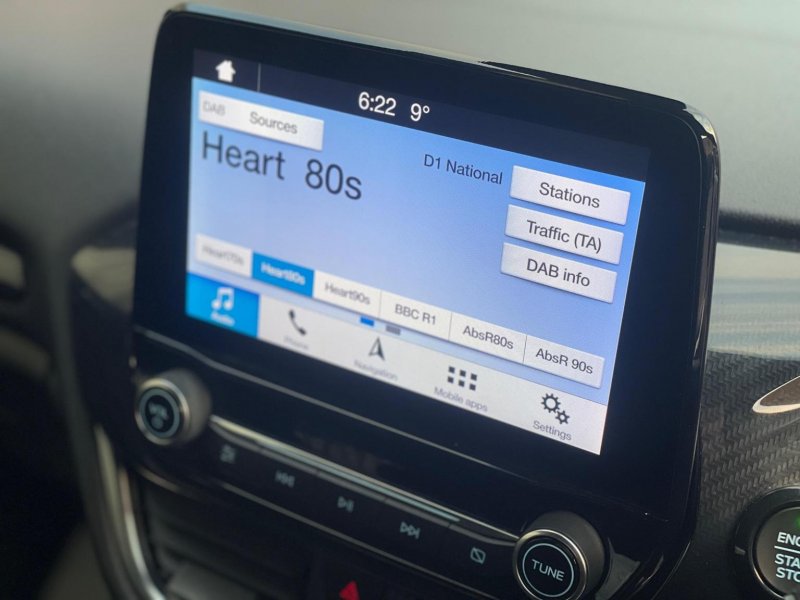 6:22 9°
DAB Sources
Heart 80s
D1 National
Stations
Traffic (TA)
DAB info
Heart70s Heart80s Heart90s BBC R1 AbsR80s AbsR 90s
Audio Phone Navigation Mobile apps Settings
VOL
TUNE